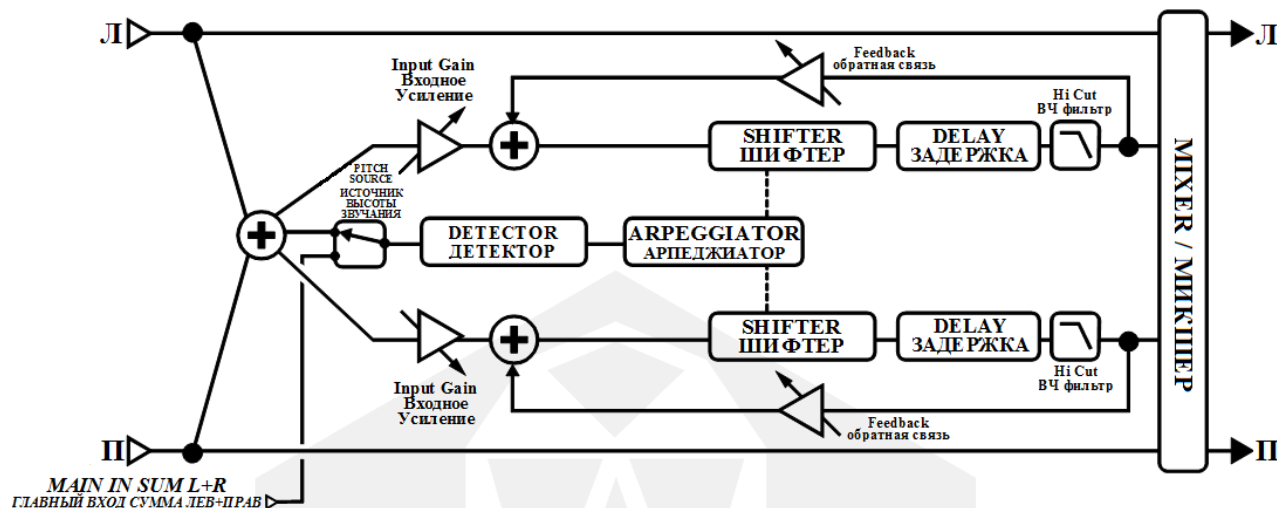 Л
Л
Input Gain
Входное
Усиление
Feedback
обратная связь
Hi Cut
ВЧ фильтр
SHIFTER
ШИФТЕР
DELAY
ЗАДЕРЖКА
PITCH
SOURCE
ИСТОЧНИК
ВЫСОТЫ
ЗВУЧАНИЯ
DETECTOR
ДЕТЕКТОР
ARPEGGIATOR
АРПЕДЖИАТОР
MIXER / МИКШЕР
SHIFTER
ШИФТЕР
DELAY
ЗАДЕРЖКА
Hi Cut
ВЧ фильтр
Input Gain
Входное
Усиление
Feedback
обратная связь
П
П
MAIN IN SUM L+R
ГЛАВНЫЙ ВХОД СУММА ЛЕВ+ПРАВ